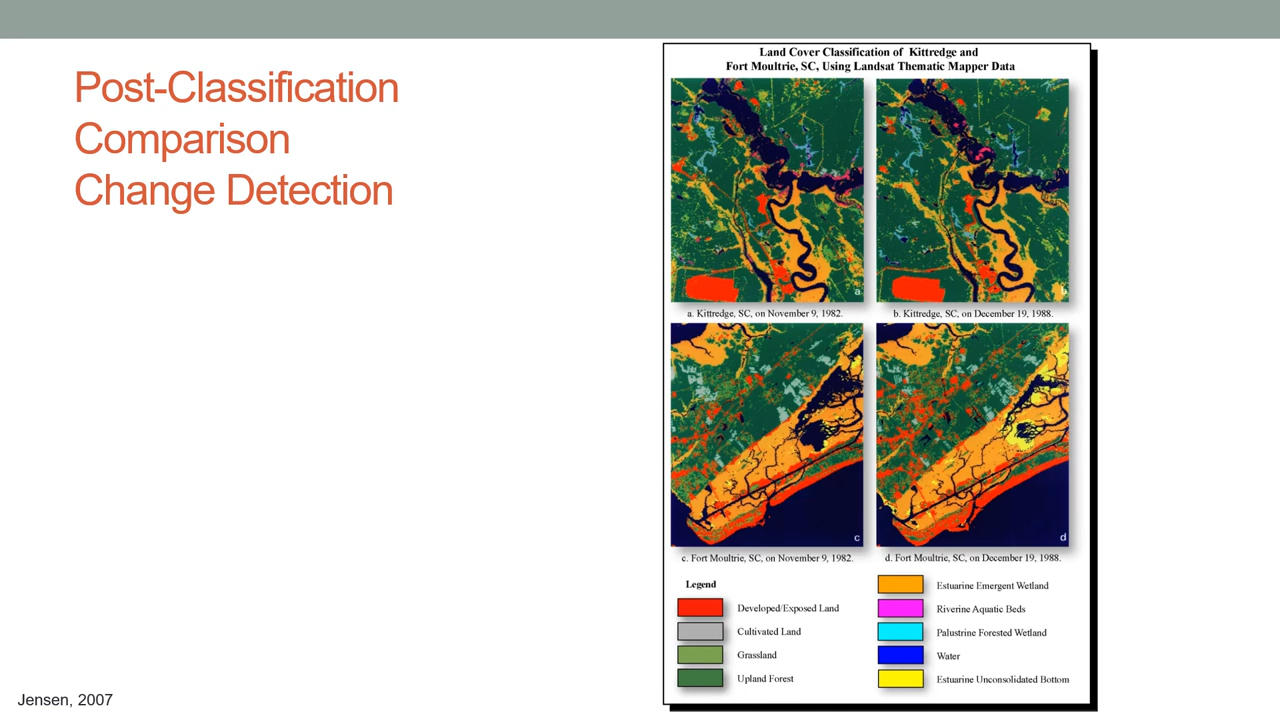 Post-Classification
Comparison
Change Detection
Land Cover Classification of Kittredge and
Fort Moultrie, SC, Using Landsat Thematic Mapper Data
a
b
a. Kittredge, SC, on November 9, 1982.
b. Kittredge, SC, on December 19, 1988.
c
d
c. Fort Moultrie, SC, on November 9, 1982.
d. Fort Moultrie, SC, on December 19, 1988.
Legend
Developed/Exposed Land
Cultivated Land
Grassland
Upland Forest
Estuarine Emergent Wetland
Riverine Aquatic Beds
Palustrine Forested Wetland
Water
Estuarine Unconsolidated Bottom
Jensen, 2007